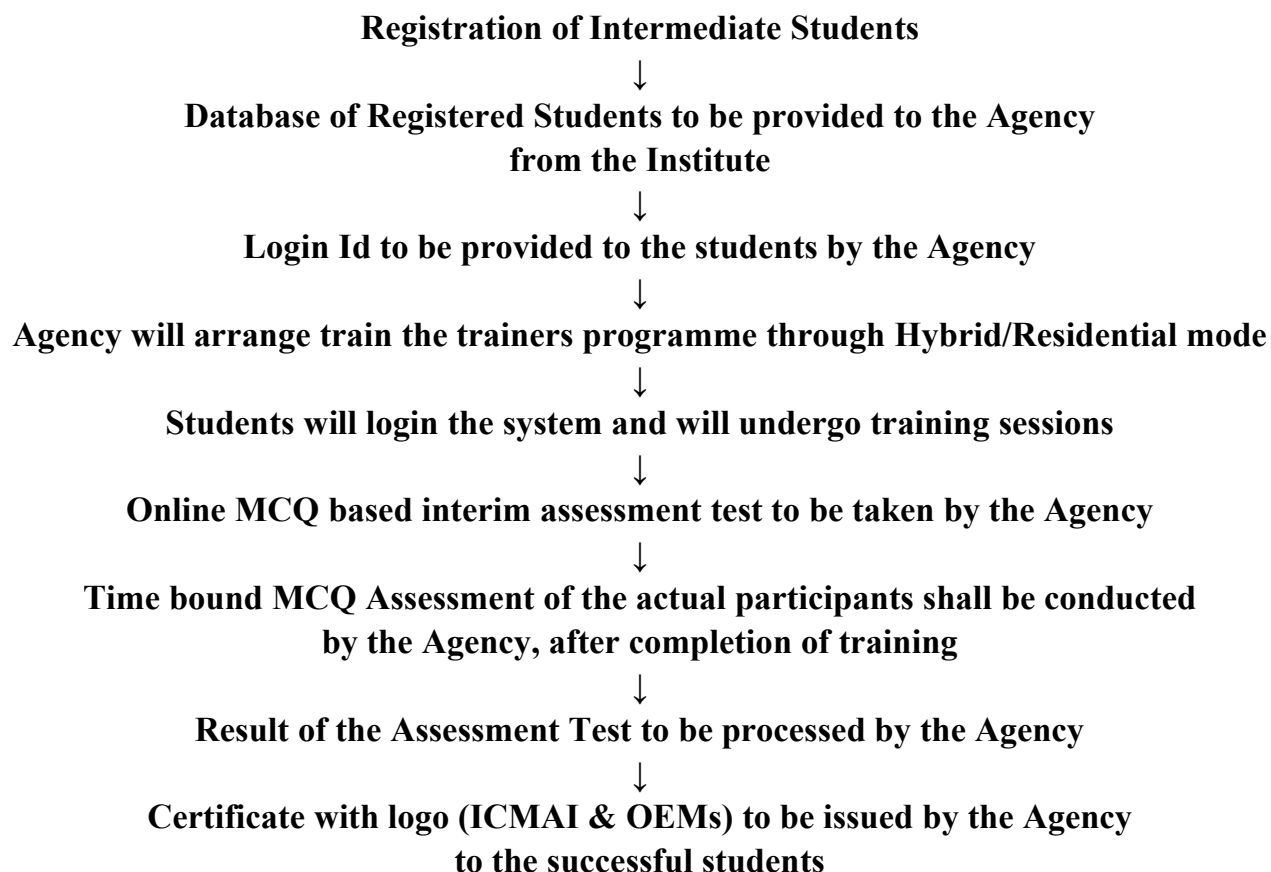 Registration of Intermediate Students
↓
Database of Registered Students to be provided to the Agency
from the Institute
↓
Login Id to be provided to the students by the Agency
↓
Agency will arrange train the trainers programme through Hybrid/Residential mode
↓
Students will login the system and will undergo training sessions
↓
Online MCQ based interim assessment test to be taken by the Agency
↓
Time bound MCQ Assessment of the actual participants shall be conducted
by the Agency, after completion of training
↓
Result of the Assessment Test to be processed by the Agency
↓
Certificate with logo (ICMAI & OEMs) to be issued by the Agency
to the successful students